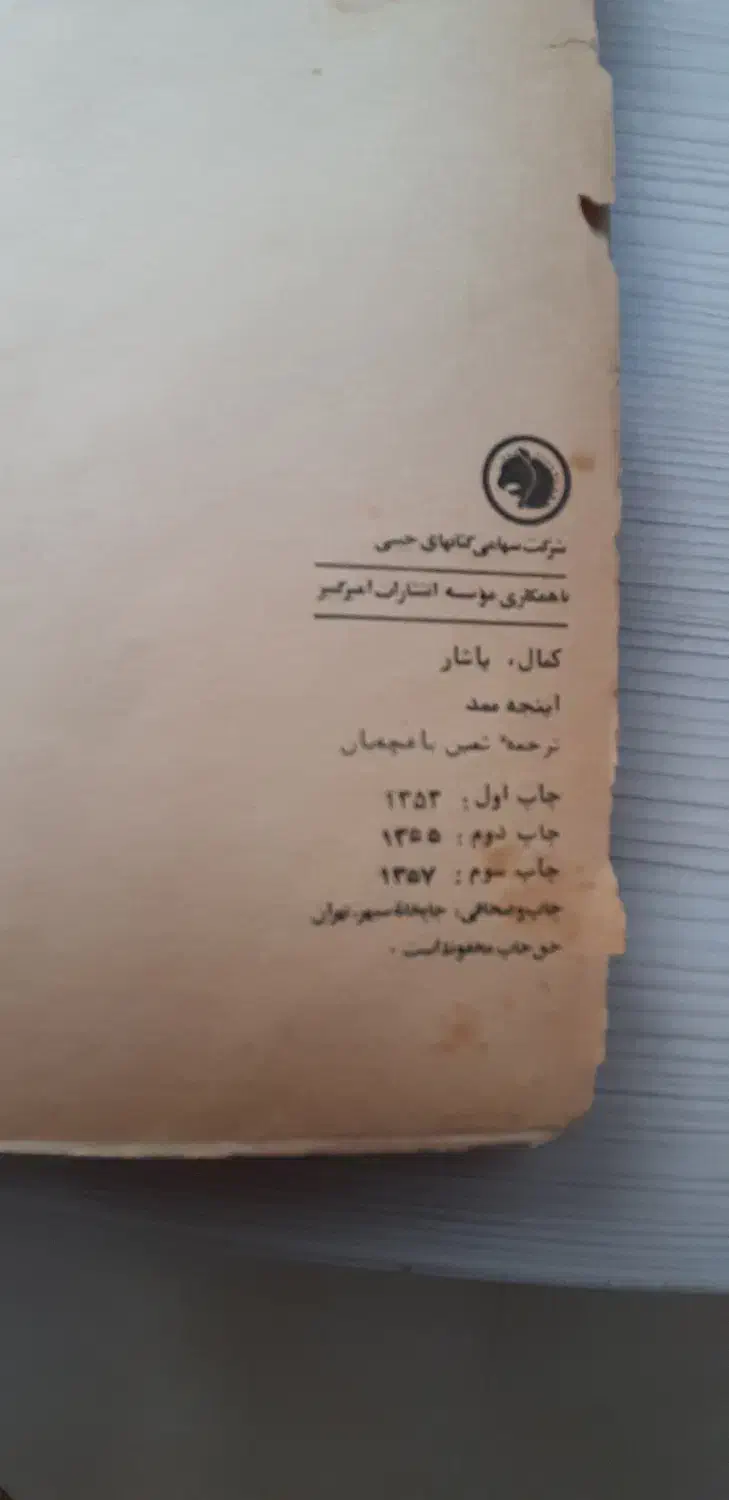 شرکت سهامی کتابهای جیبی
با همکاری مؤسسه انتشارات امیرکبیر
کمال، یاشار
اینجه ممد
ترجمهٔ ثمین باغچه‌بان
چاپ اول: ۱۳۵۳
چاپ دوم: ۱۳۵۵
چاپ سوم: ۱۳۵۷
چاپ و صحافی: چاپخانه سپهر، تهران
حق چاپ محفوظ است.